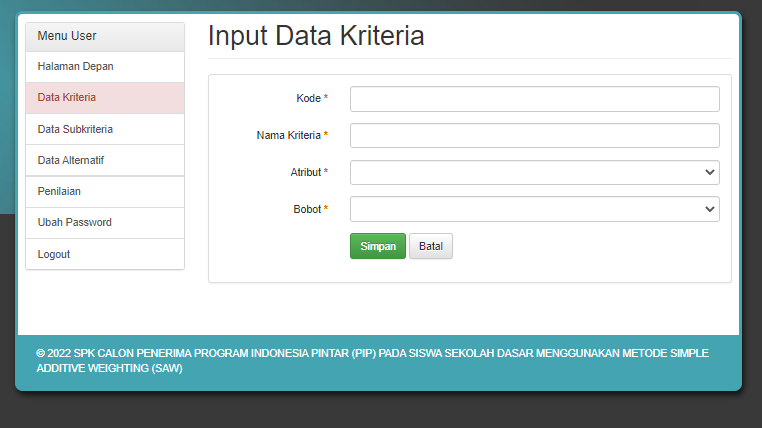 Menu User
Halaman Depan
Data Kriteria
Data Subkriteria
Data Alternatif
Penilaian
Ubah Password
Logout
Input Data Kriteria
Kode *
Nama Kriteria *
Atribut *
Bobot *
Simpan Batal
© 2022 SPK CALON PENERIMA PROGRAM INDONESIA PINTAR (PIP) PADA SISWA SEKOLAH DASAR MENGGUNAKAN METODE SIMPLE
ADDITIVE WEIGHTING (SAW)